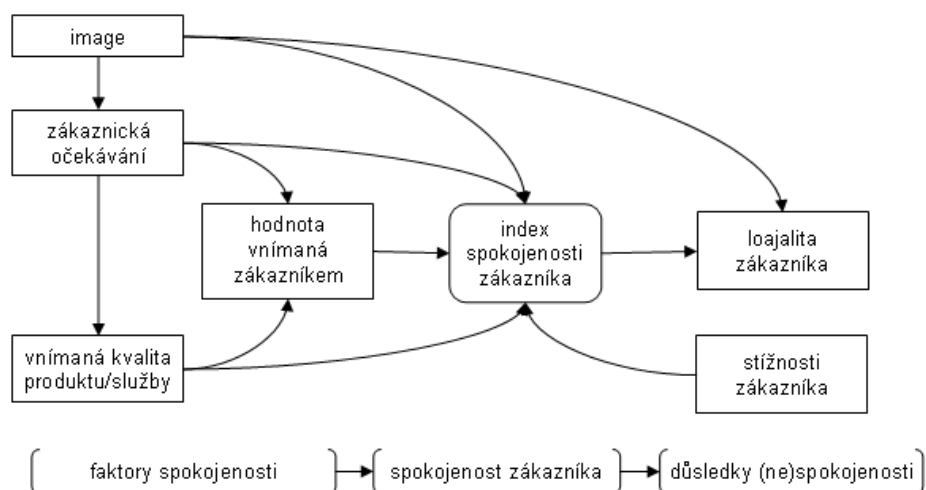 image
zákaznická
očekávání
hodnota
vnímaná
zákazníkem
index
spokojenosti
zákazníka
loajalita
zákazníka
vnímaná kvalita
produktu/služby
stížnosti
zákazníka
faktory spokojenosti
spokojenost zákazníka
důsledky (ne)spokojenosti